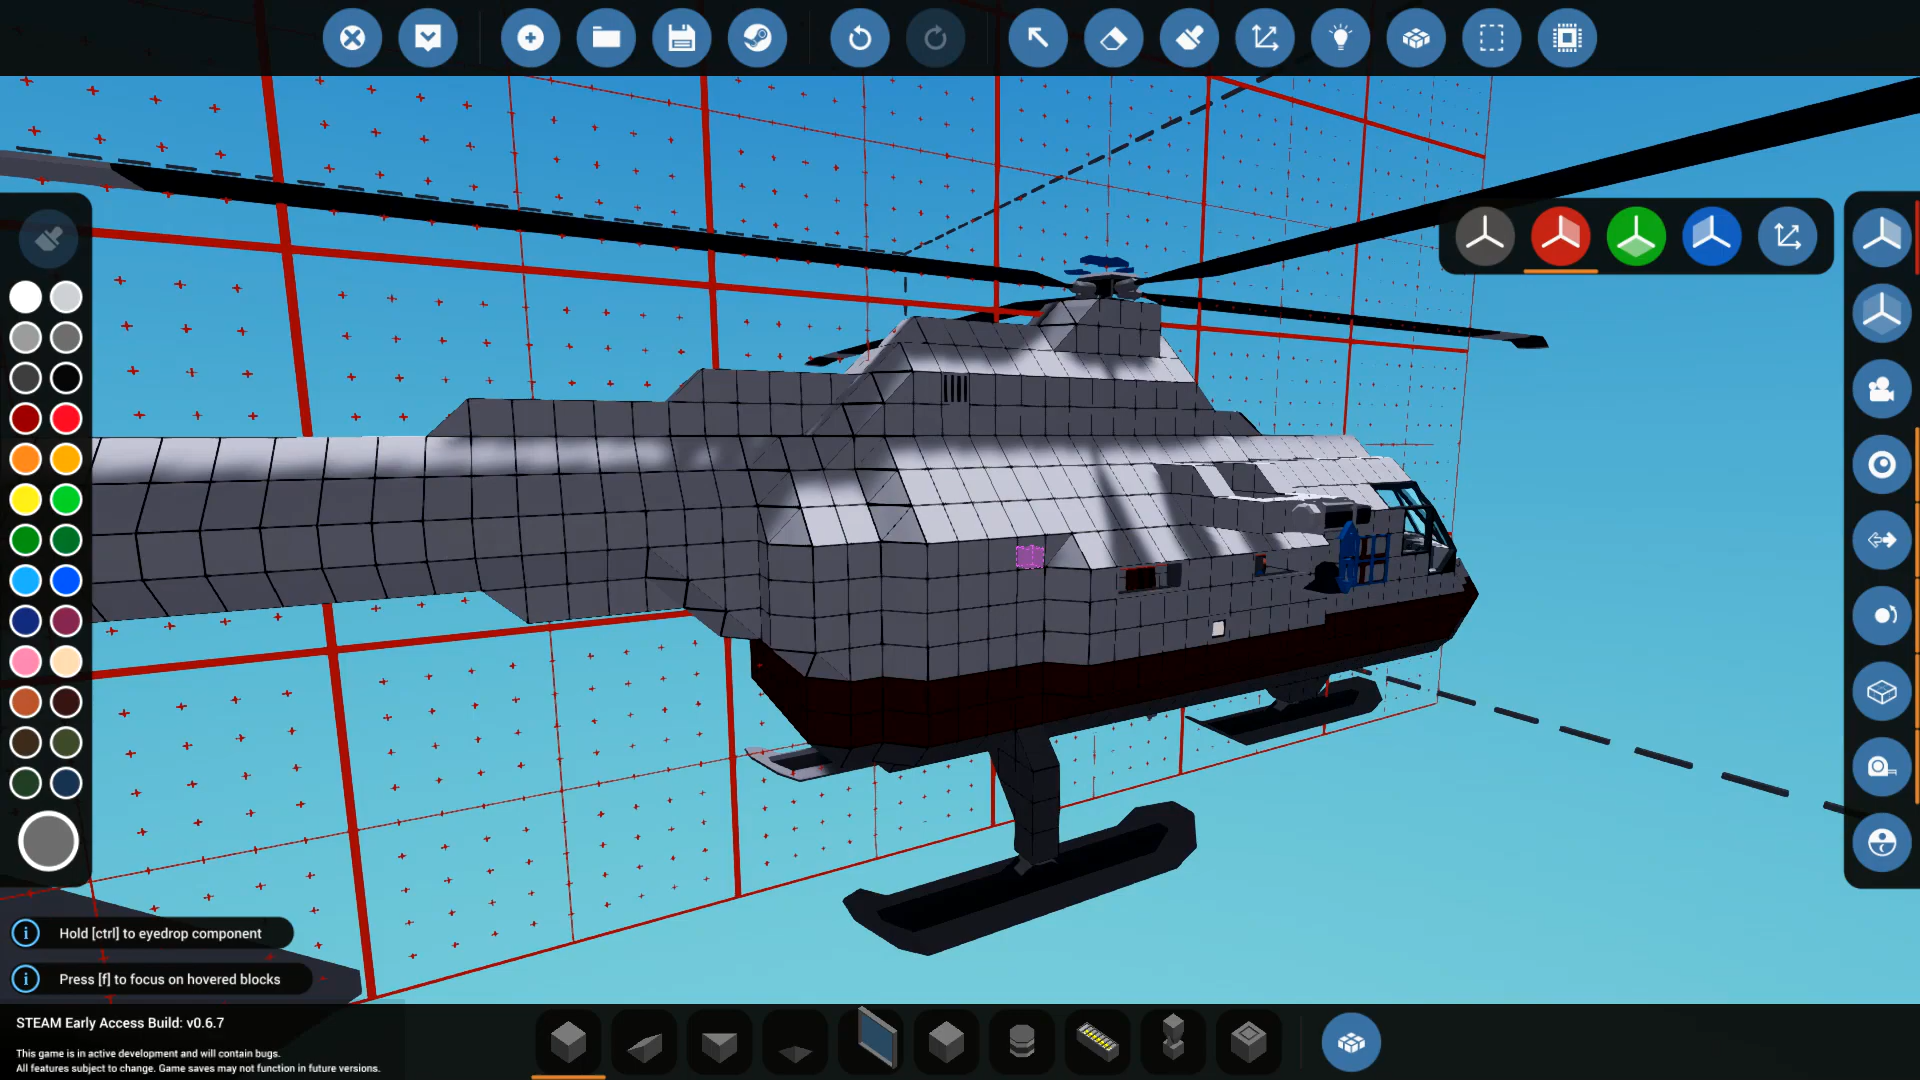 Hold [ctrl] to eyedrop component
Press [f] to focus on hovered blocks
STEAM Early Access Build: v0.6.7
This game is in active development and will contain bugs.
All features subject to change. Game saves may not function in future versions.